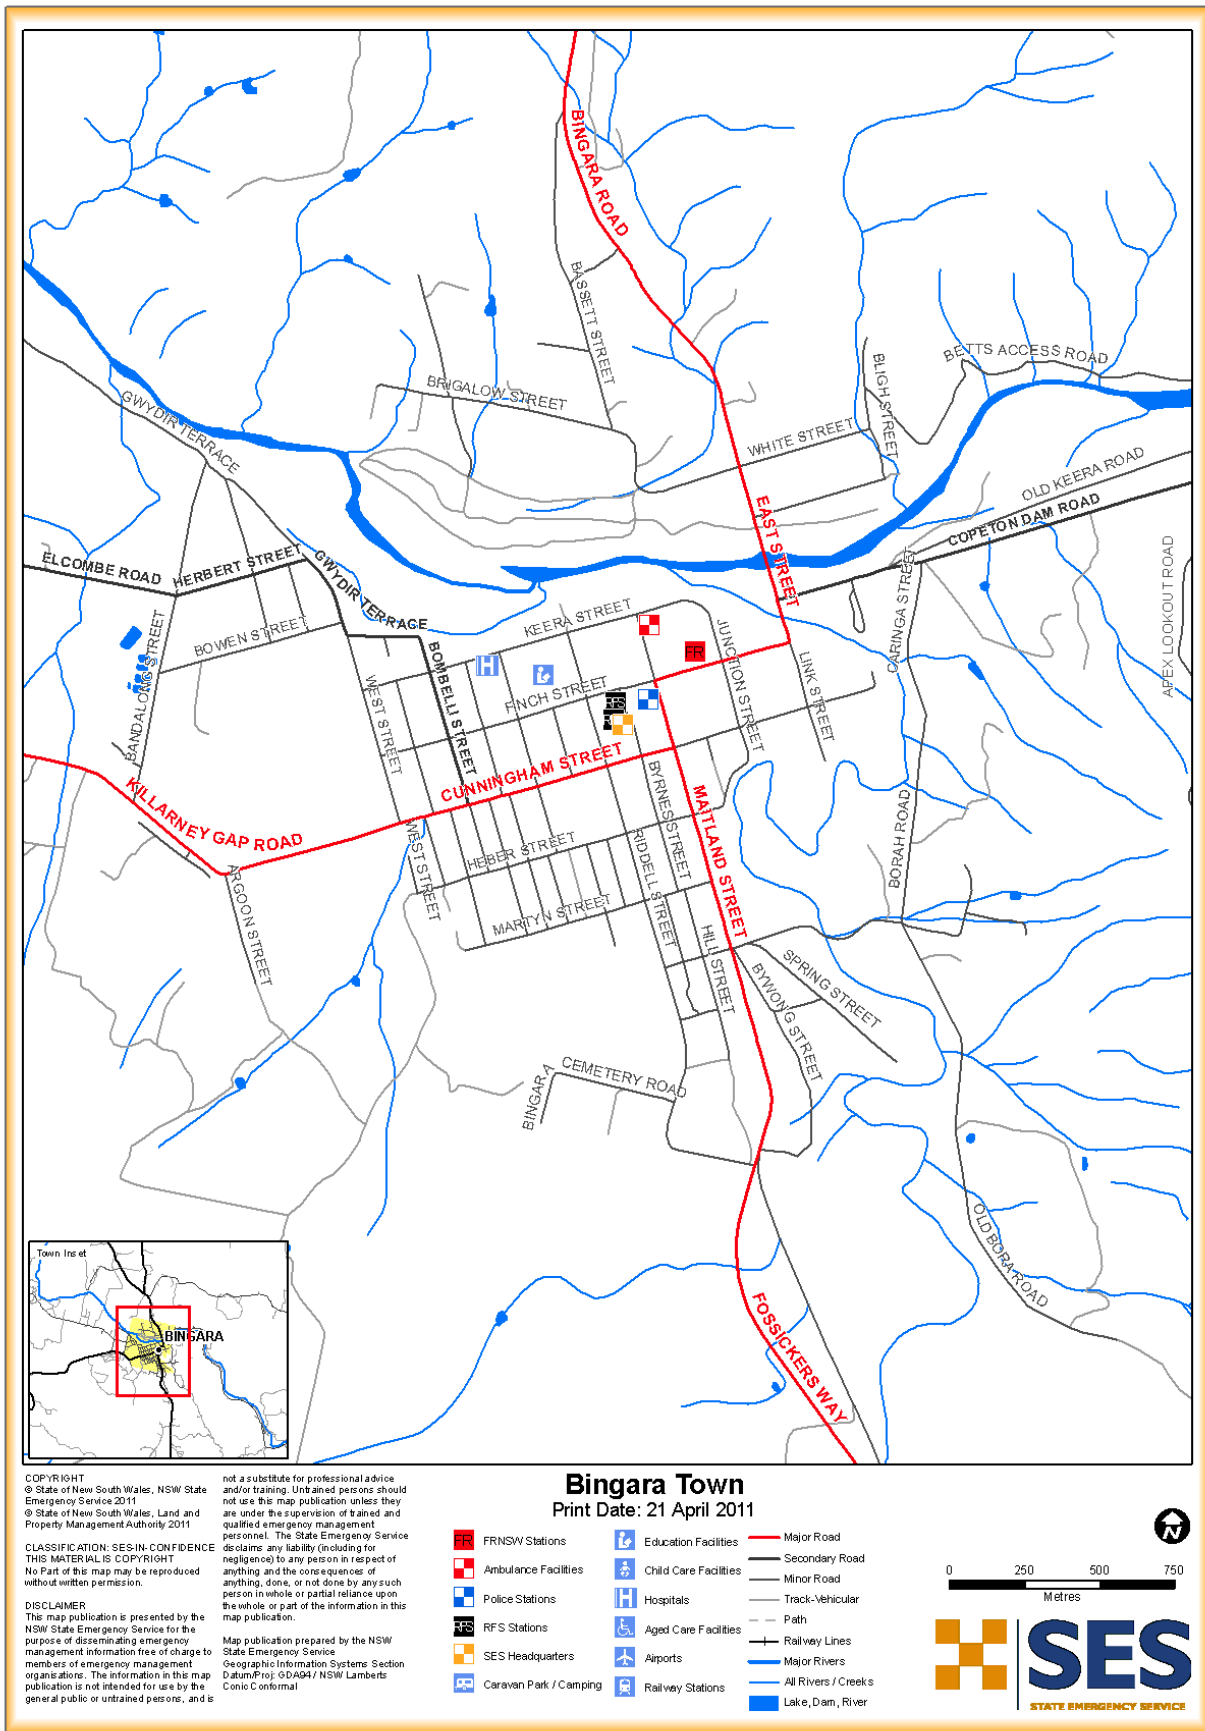 BINGARA ROAD
BASSETT STREET
BRIGALOW STREET
GWYDIR TERRACE
BLIGH STREET
BETTS ACCESS ROAD
WHITE STREET
OLD KEERA ROAD
COPETON DAM ROAD
EAST STREET
ELCOMBE ROAD
HERBERT STREET
GWYDIR TERRACE
BOWEN STREET
BANDALONG STREET
KEERA STREET
JUNCTION STREET
LINK STREET
CARINGA STREET
APEX LOOKOUT ROAD
FR
H
BOMBELLI STREET
WEST STREET
FINCH STREET
RFS
CUNNINGHAM STREET
KILLARNEY GAP ROAD
BYRNES STREET
MAITLAND STREET
WEST STREET
HEBER STREET
RIDDELL STREET
BORAH ROAD
ARGOON STREET
MARTYN STREET
HILL STREET
BYWONG STREET
SPRING STREET
BINGARA
CEMETERY ROAD
OLD BORA ROAD
FOSSICKERS WAY
Town Inset
BINGARA
COPYRIGHT
© State of New South Wales, NSW State
Emergency Service 2011
© State of New South Wales, Land and
Property Management Authority 2011
CLASSIFICATION: SES-IN-CONFIDENCE
THIS MATERIAL IS COPYRIGHT
No Part of this map may be reproduced
without written permission.
DISCLAIMER
This map publication is presented by the
NSW State Emergency Service for the
purpose of disseminating emergency
management information free of charge to
members of emergency management
organisations. The information in this map
publication is not intended for use by the
general public or untrained persons, and is
not a substitute for professional advice
and/or training. Untrained persons should
not use this map publication unless they
are under the supervision of trained and
qualified emergency management
personnel. The State Emergency Service
disclaims any liability (including for
negligence) to any person in respect of
anything and the consequences of
anything, done, or not done by any such
person in whole or partial reliance upon
the whole or part of the information in this
map publication.
Map publication prepared by the NSW
State Emergency Service
Geographic Information Systems Section
Datum/Proj: GDA94 / NSW Lamberts
Conic Conformal
Bingara Town
Print Date: 21 April 2011
FR FRNSW Stations
Ambulance Facilities
Police Stations
RFS RFS Stations
SES Headquarters
Caravan Park / Camping
Education Facilities
Child Care Facilities
H Hospitals
Aged Care Facilities
Airports
Railway Stations
Major Road
Secondary Road
Minor Road
Track-Vehicular
Path
Railway Lines
Major Rivers
All Rivers / Creeks
Lake, Dam, River
N
0 250 500 750
Metres
SES
STATE EMERGENCY SERVICE